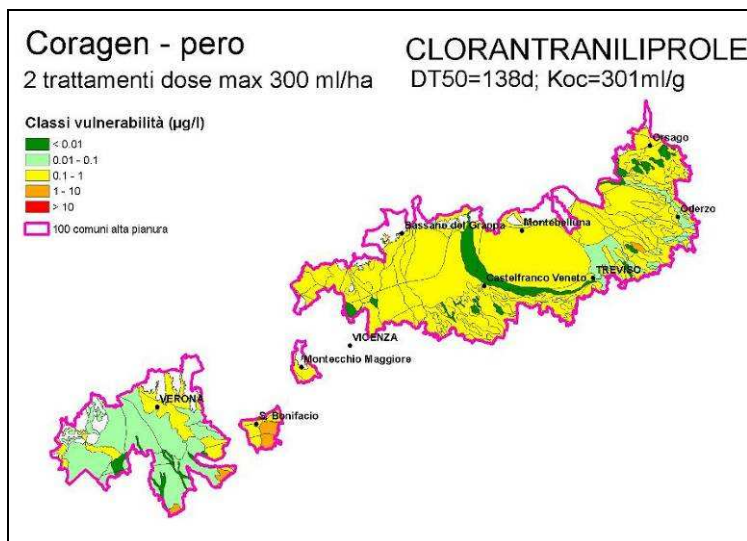 Coragen - pero
2 trattamenti dose max 300 ml/ha
CLORANTRANILIPROLE
DT50=138d; Koc=301ml/g
Classi vulnerabilità (µg/l)
< 0.01
0.01 - 0.1
0.1 - 1
1 - 10
> 10
100 comuni alta pianura
Orsago
Oderzo
Bassano del Grappa
Montebelluna
TREVISO
Castelfranco Veneto
VICENZA
Montecchio Maggiore
VERONA
S. Bonifacio